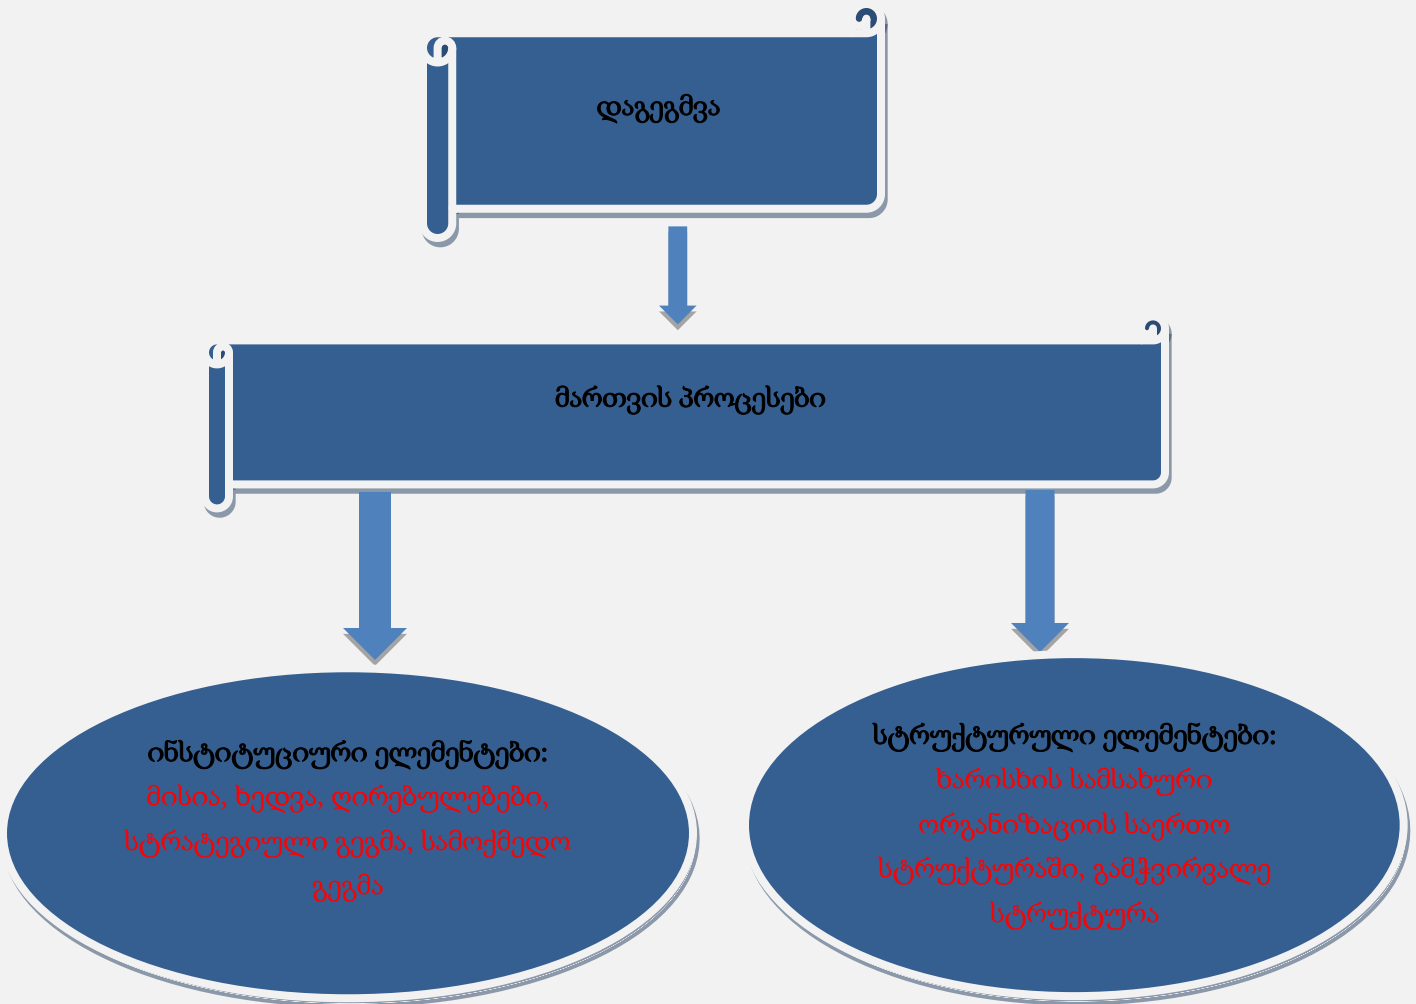 დაგეგმვა
მართვის პროცესები
ინსტიტუციური ელემენტები:
მისია, ხედვა, ღირებულებები,
სტრატეგიული გეგმა, სამოქმედო
გეგმა
სტრუქტურული ელემენტები:
ხარისხის სამსახური
ორგანიზაციის საერთო
სტრუქტურაში, გამჭვირვალე
სტრუქტურა